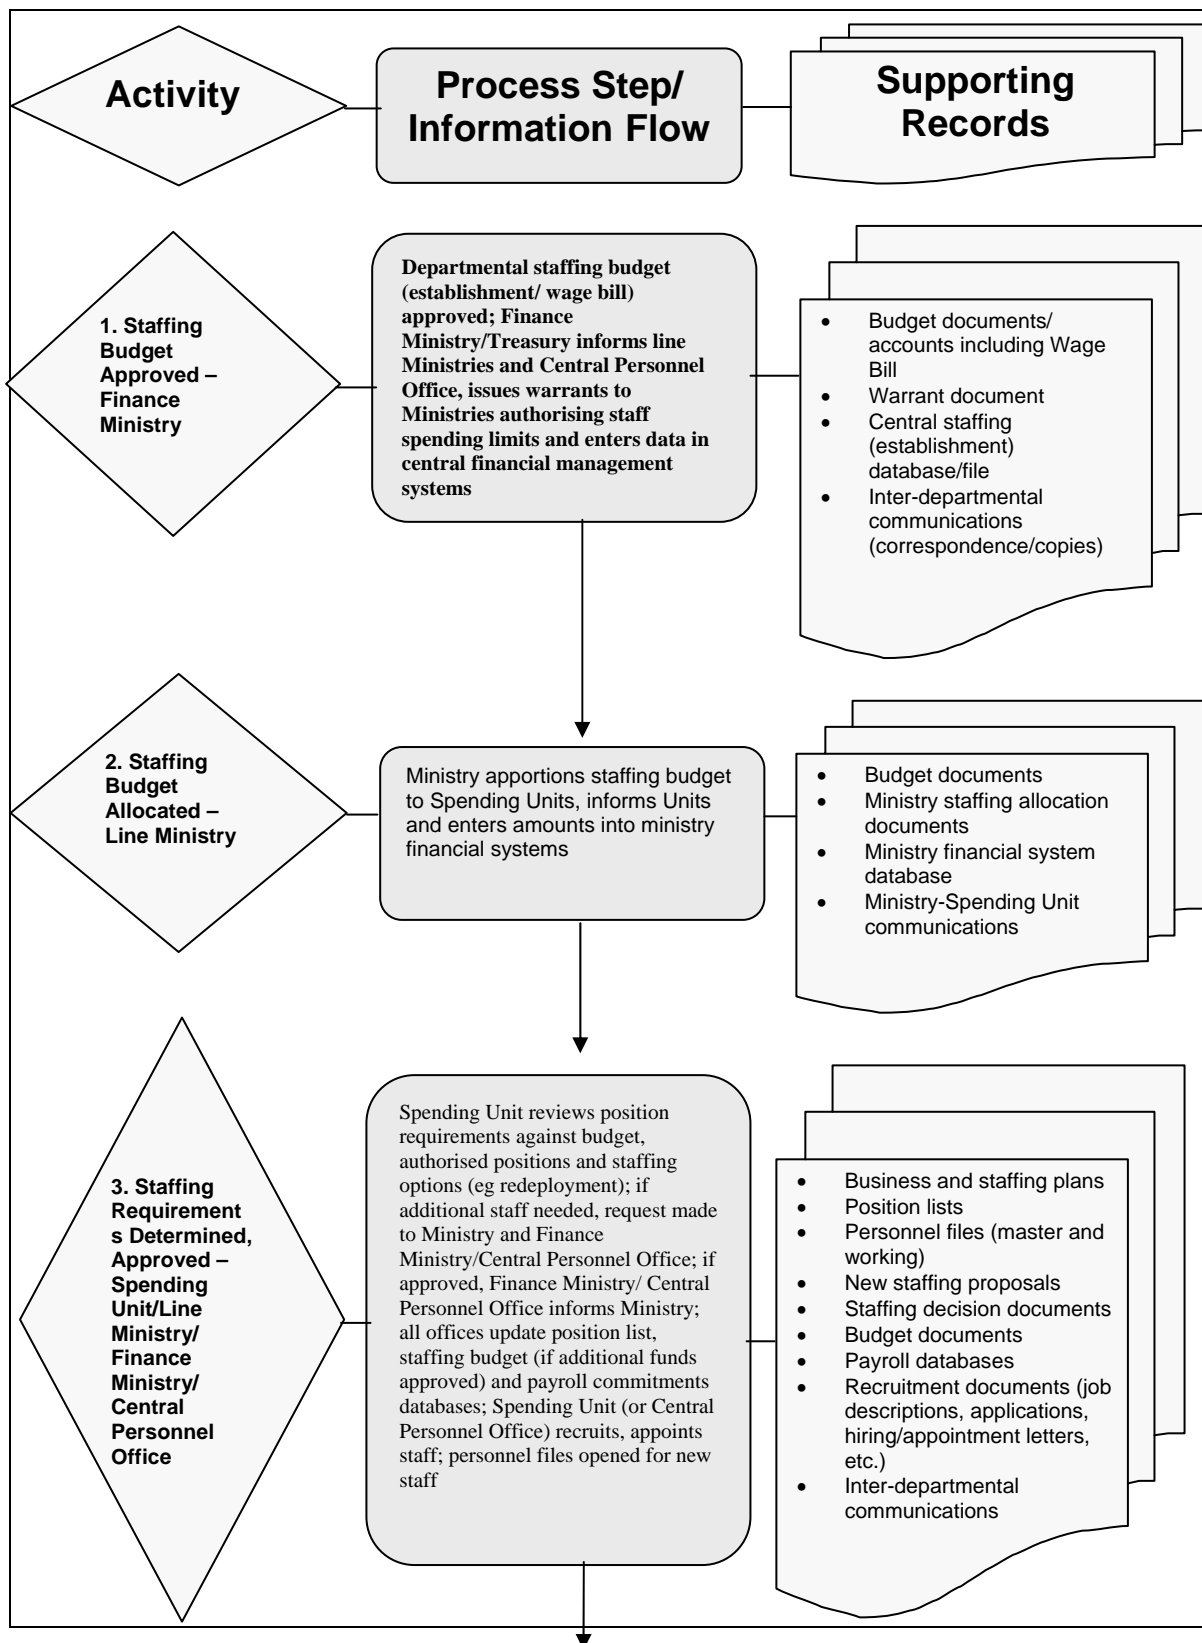 Activity
Process Step/
Information Flow
Supporting
Records
1. Staffing
Budget
Approved –
Finance
Ministry
Departmental staffing budget
(establishment/ wage bill)
approved; Finance
Ministry/Treasury informs line
Ministries and Central Personnel
Office, issues warrants to
Ministries authorising staff
spending limits and enters data in
central financial management
systems
• Budget documents/
accounts including Wage
Bill
• Warrant document
• Central staffing
(establishment)
database/file
• Inter-departmental
communications
(correspondence/copies)
2. Staffing
Budget
Allocated –
Line Ministry
Ministry apportions staffing budget
to Spending Units, informs Units
and enters amounts into ministry
financial systems
• Budget documents
• Ministry staffing allocation
documents
• Ministry financial system
database
• Ministry-Spending Unit
communications
3. Staffing
Requirement
s Determined,
Approved –
Spending
Unit/Line
Ministry/
Finance
Ministry/
Central
Personnel
Office
Spending Unit reviews position
requirements against budget,
authorised positions and staffing
options (eg redeployment); if
additional staff needed, request made
to Ministry and Finance
Ministry/Central Personnel Office; if
approved, Finance Ministry/ Central
Personnel Office informs Ministry;
all offices update position list,
staffing budget (if additional funds
approved) and payroll commitments
databases; Spending Unit (or Central
Personnel Office) recruits, appoints
staff; personnel files opened for new
staff
• Business and staffing plans
• Position lists
• Personnel files (master and
working)
• New staffing proposals
• Staffing decision documents
• Budget documents
• Payroll databases
• Recruitment documents (job
descriptions, applications,
hiring/appointment letters,
etc.)
• Inter-departmental
communications